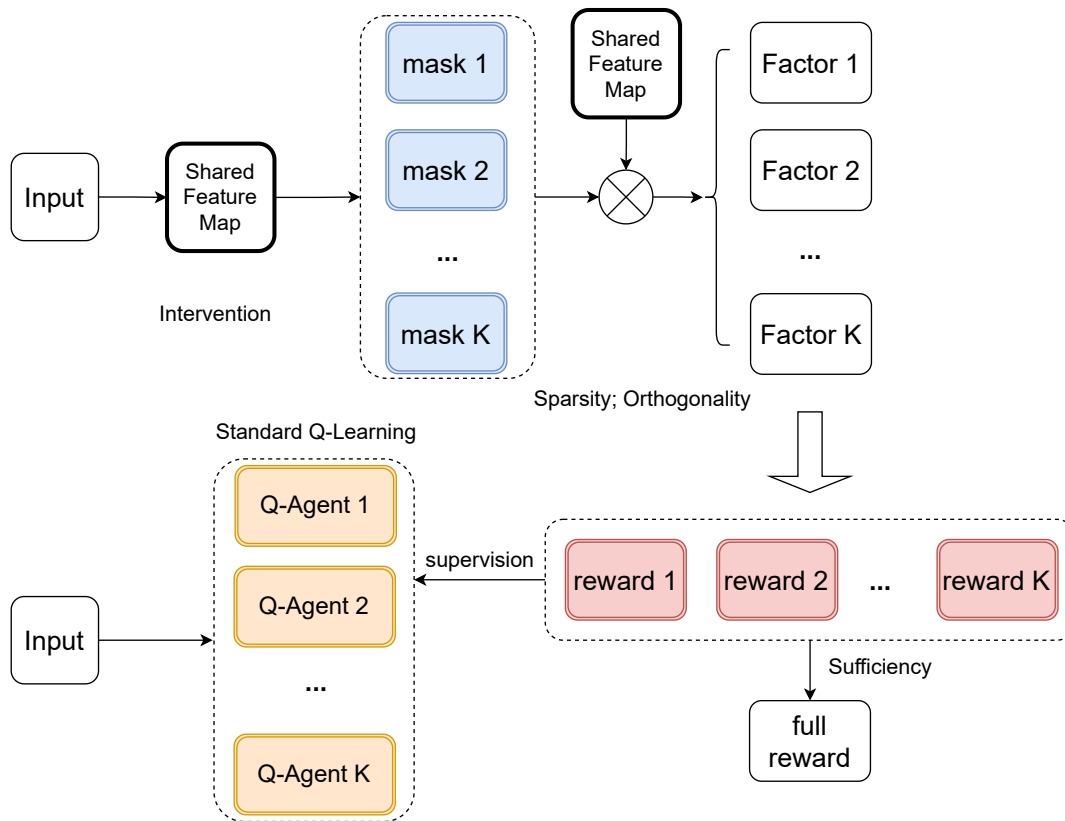 Input
Shared
Feature
Map
Intervention
mask 1
mask 2
...
mask K
Shared
Feature
Map
Factor 1
Factor 2
...
Factor K
Sparsity; Orthogonality
Standard Q-Learning
Input
Q-Agent 1
Q-Agent 2
...
Q-Agent K
supervision
reward 1
reward 2
...
reward K
Sufficiency
full
reward